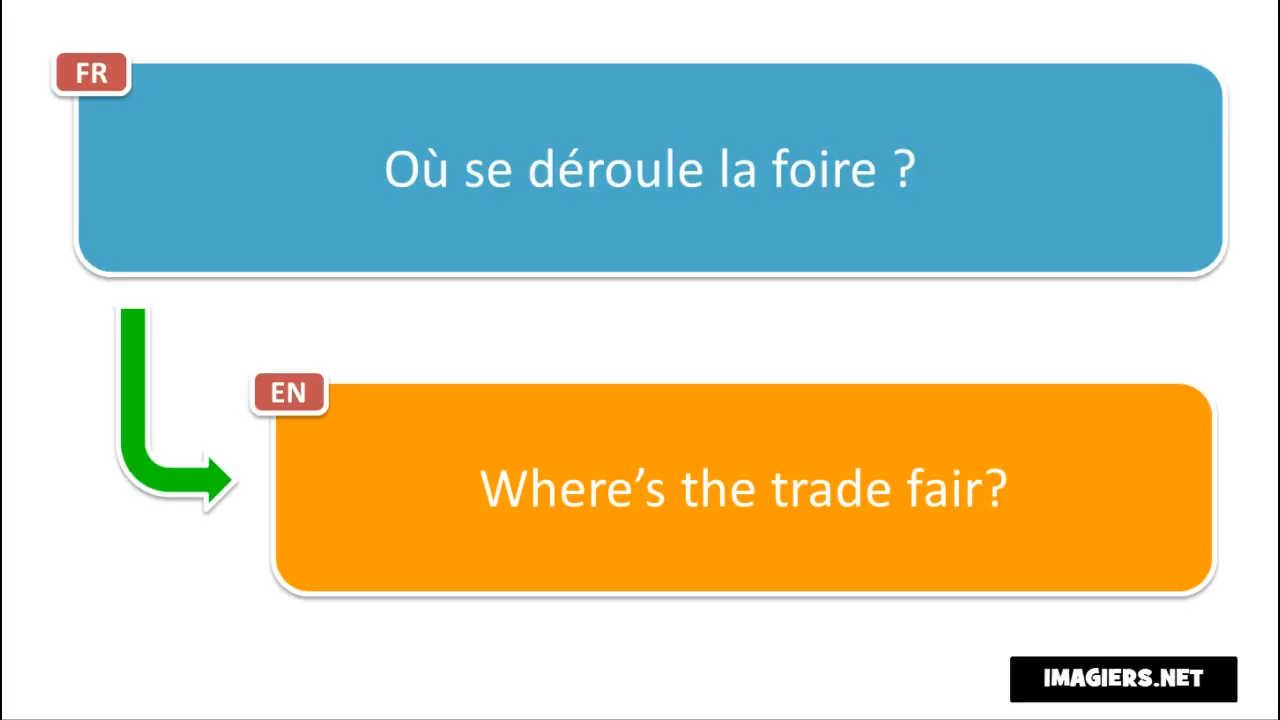 FR
Où se déroule la foire ?
EN
Where’s the trade fair?
IMAGIERS.NET